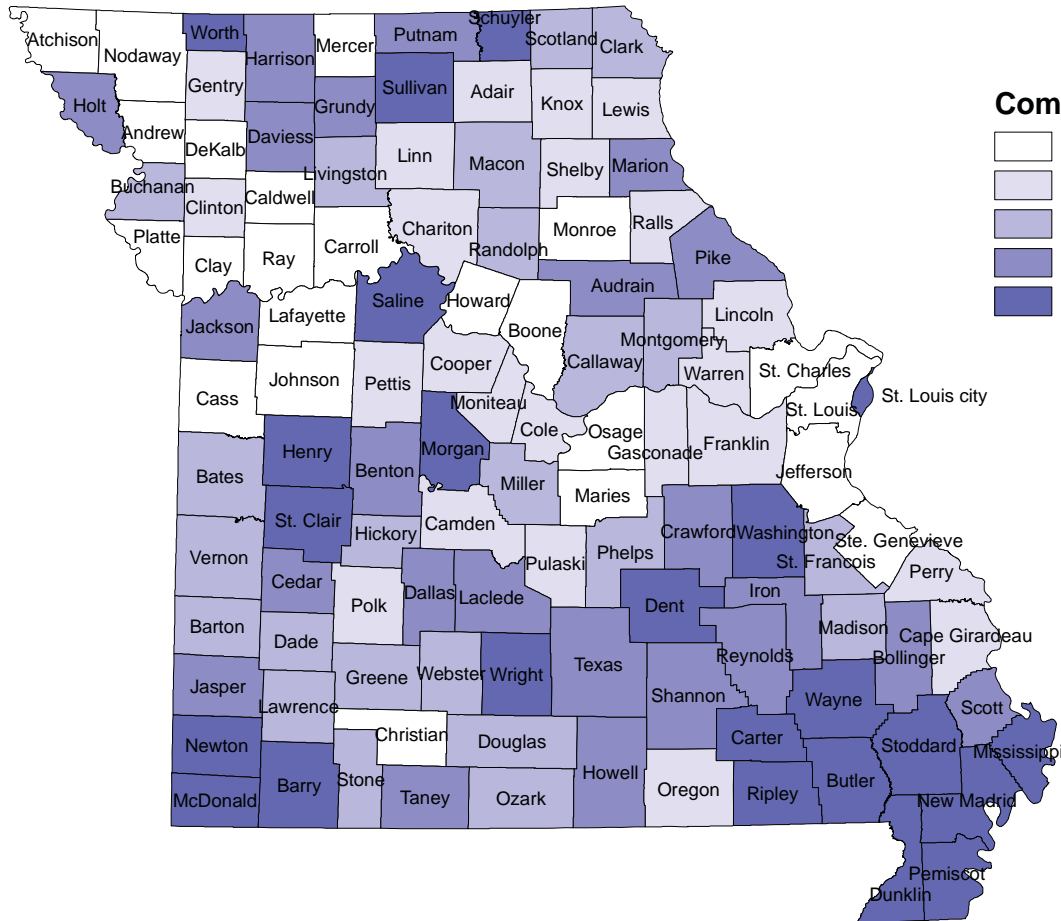 Schuyler
Atchison
Worth
Mercer
Putnam
Scotland
Clark
Nodaway
Harrison
Gentry
Sullivan
Adair
Knox
Lewis
Holt
Grundy
Com
Andrew
DeKalb
Daviess
Linn
Macon
Shelby
Marion
Buchanan
Livingston
Clinton
Caldwell
Chariton
Ralls
Platte
Carroll
Randolph
Monroe
Clay
Ray
Pike
Saline
Howard
Audrain
Jackson
Lafayette
Boone
Lincoln
Montgomery
Cooper
Callaway
Johnson
Pettis
Warren
St. Charles
Cass
Moniteau
St. Louis
St. Louis city
Cole
Osage
Henry
Morgan
Gasconade
Franklin
Benton
Bates
Miller
Maries
Jefferson
St. Clair
Camden
Hickory
Crawford
Washington
Ste. Genevieve
Vernon
Phelps
Pulaski
St. Francois
Perry
Cedar
Dallas
Laclede
Iron
Polk
Dent
Barton
Dade
Madison
Cape Girardeau
Bollinger
Reynolds
Jasper
Greene
Webster
Wright
Texas
Shannon
Lawrence
Wayne
Scott
Newton
Christian
Douglas
Carter
Stoddard
Mississippi
McDonald
Barry
Stone
Taney
Ozark
Howell
Oregon
Ripley
Butler
New Madrid
Pemiscot
Dunklin